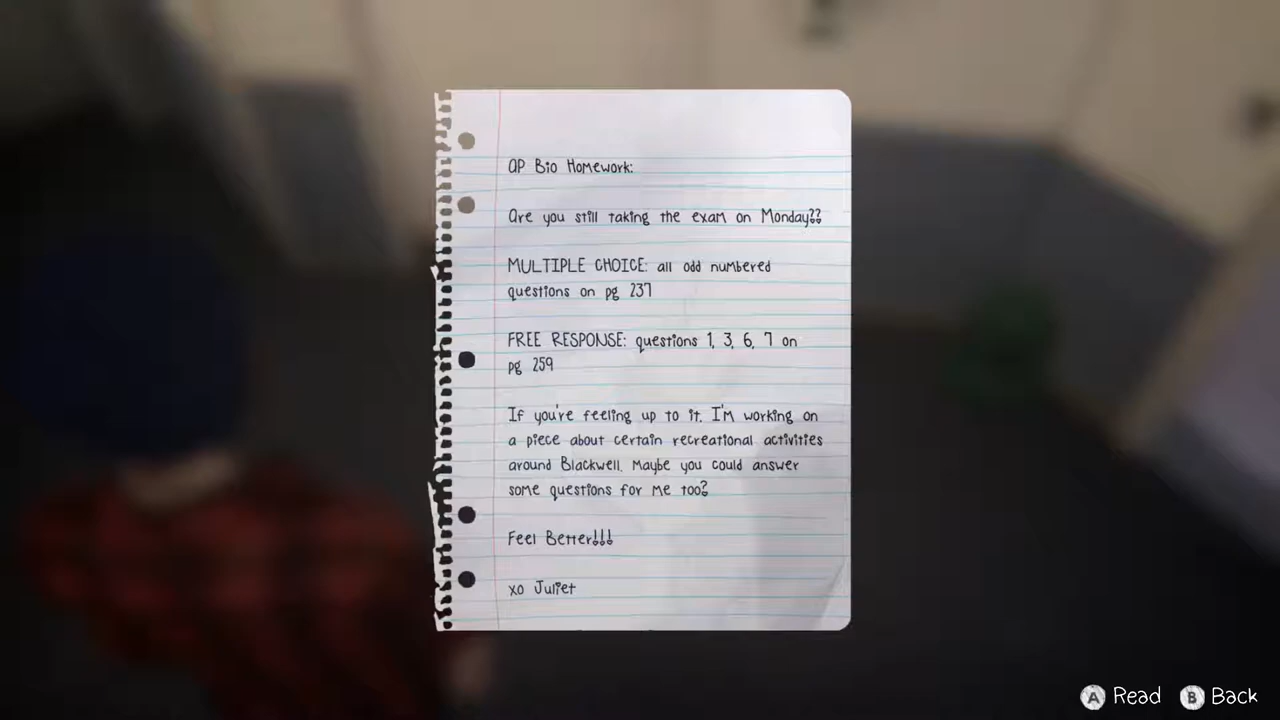 AP Bio Homework:
Are you still taking the exam on Monday??
MULTIPLE CHOICE: all odd numbered
questions on pg 237
FREE RESPONSE: questions 1, 3, 6, 7 on
pg 259
If you're feeling up to it, I'm working on
a piece about certain recreational activities
around Blackwell. Maybe you could answer
some questions for me too?
Feel Better!!!
xo Juliet
A Read B Back